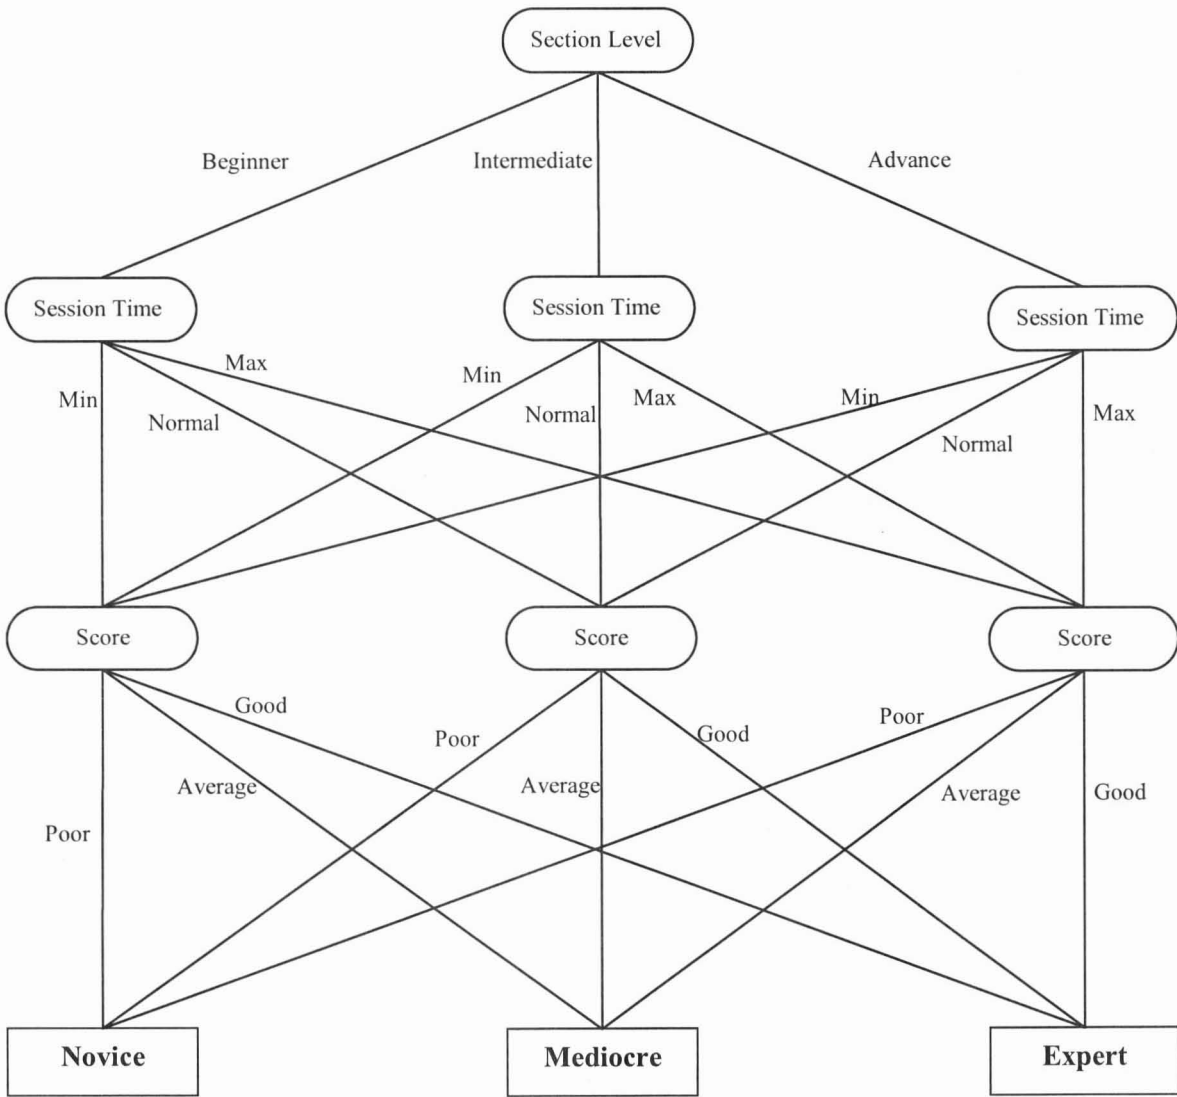 Section Level
Beginner
Intermediate
Advance
Session Time
Session Time
Session Time
Min
Normal
Max
Min
Normal
Max
Min
Normal
Max
Score
Score
Score
Poor
Average
Good
Poor
Average
Good
Poor
Average
Good
Novice
Mediocre
Expert